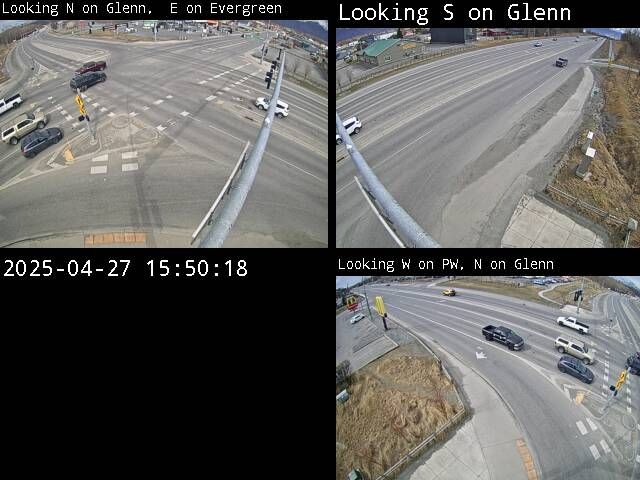 Looking N on Glenn, E on Evergreen
Looking S on Glenn
2025-04-27 15:50:18
Looking W on PW, N on Glenn